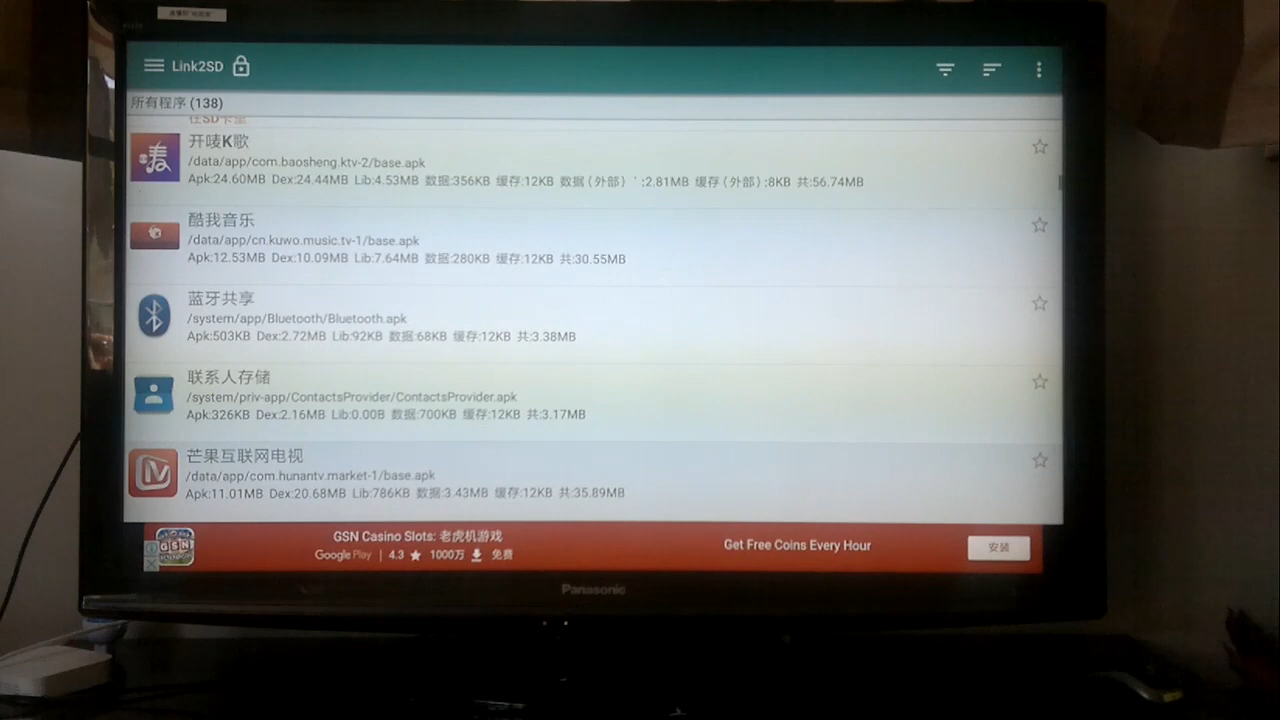 Link2SD
所有程序 (138)
在SD卡里
开唛K歌
/data/app/com.baosheng.ktv-2/base.apk
Apk:24.60MB Dex:24.44MB Lib:4.53MB 数据:356KB 缓存:12KB 数据(外部)`:2.81MB 缓存(外部):8KB 共:56.74MB
酷我音乐
/data/app/cn.kuwo.music.tv-1/base.apk
Apk:12.53MB Dex:10.09MB Lib:7.64MB 数据:280KB 缓存:12KB 共:30.55MB
蓝牙共享
/system/app/Bluetooth/Bluetooth.apk
Apk:503KB Dex:2.72MB Lib:92KB 数据:68KB 缓存:12KB 共:3.38MB
联系人存储
/system/priv-app/ContactsProvider/ContactsProvider.apk
Apk:326KB Dex:2.16MB Lib:0.00B 数据:700KB 缓存:12KB 共:3.17MB
芒果互联网电视
/data/app/com.hunantv.market-1/base.apk
Apk:11.01MB Dex:20.68MB Lib:786KB 数据:3.43MB 缓存:12KB 共:35.89MB
GSN
GSN Casino Slots: 老虎机游戏
Google Play | 4.3 ★ 1000万 免费
Get Free Coins Every Hour
安装
Panasonic